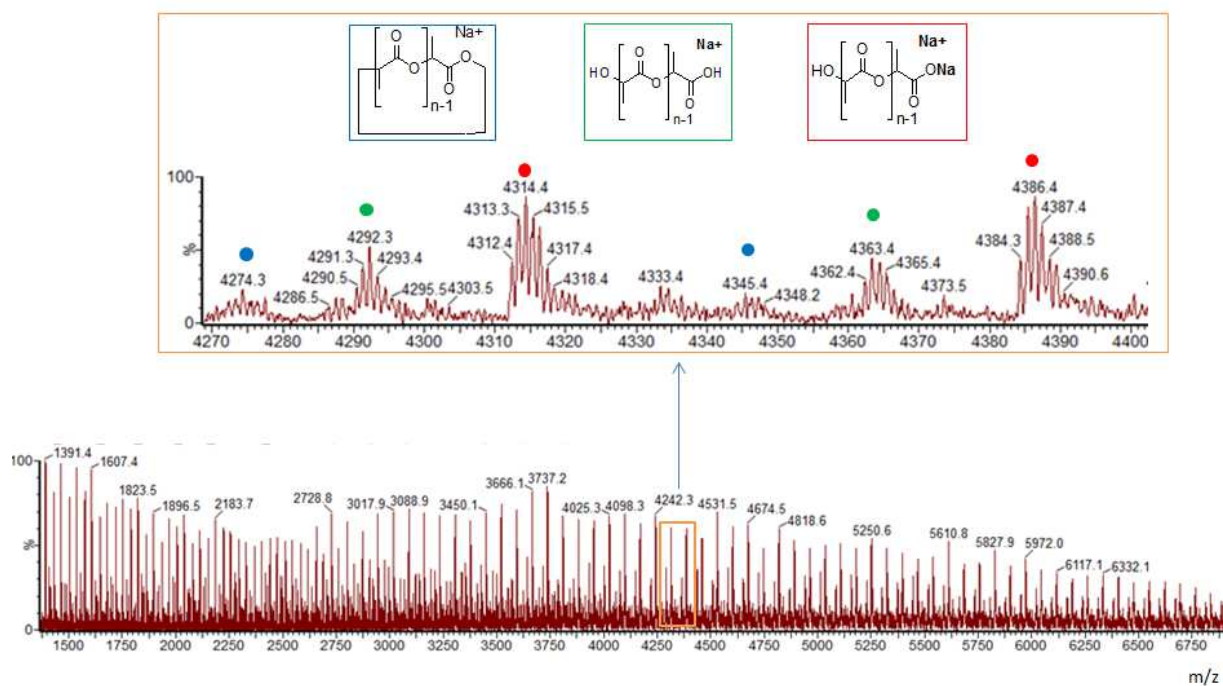 Na+
O
O
O
O
n-1
Na+
HO
O
O
OH
O
n-1
Na+
HO
O
O
ONa
O
n-1
100
%
0
4274.3
4286.5
4290.5
4291.3
4292.3
4293.4
4295.5
4303.5
4312.4
4313.3
4314.4
4315.5
4317.4
4318.4
4333.4
4345.4
4348.2
4362.4
4363.4
4365.4
4373.5
4384.3
4386.4
4387.4
4388.5
4390.6
4270 4280 4290 4300 4310 4320 4330 4340 4350 4360 4370 4380 4390 4400
100
%
0
1391.4
1607.4
1823.5
1896.5
2183.7
2728.8
3017.9
3088.9
3450.1
3666.1
3737.2
4025.3
4098.3
4242.3
4531.5
4674.5
4818.6
5250.6
5610.8
5827.9
5972.0
6117.1
6332.1
1500 1750 2000 2250 2500 2750 3000 3250 3500 3750 4000 4250 4500 4750 5000 5250 5500 5750 6000 6250 6500 6750
m/z